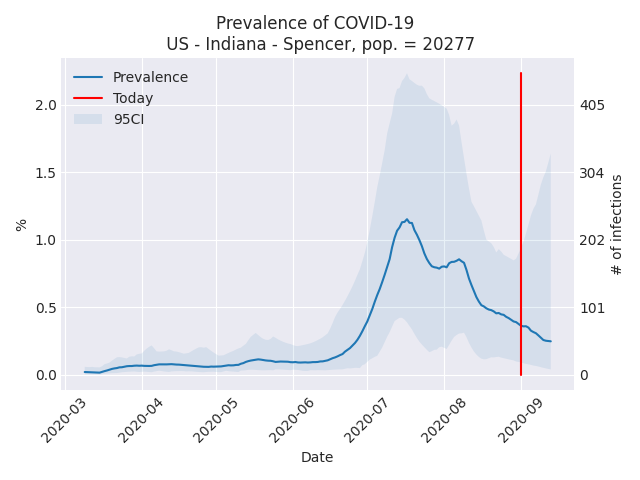 Prevalence of COVID-19
US - Indiana - Spencer, pop. = 20277
Prevalence
Today
95CI
2.0
1.5
1.0
0.5
0.0
%
405
304
202
101
0
# of infections
2020-03
2020-04
2020-05
2020-06
2020-07
2020-08
2020-09
Date